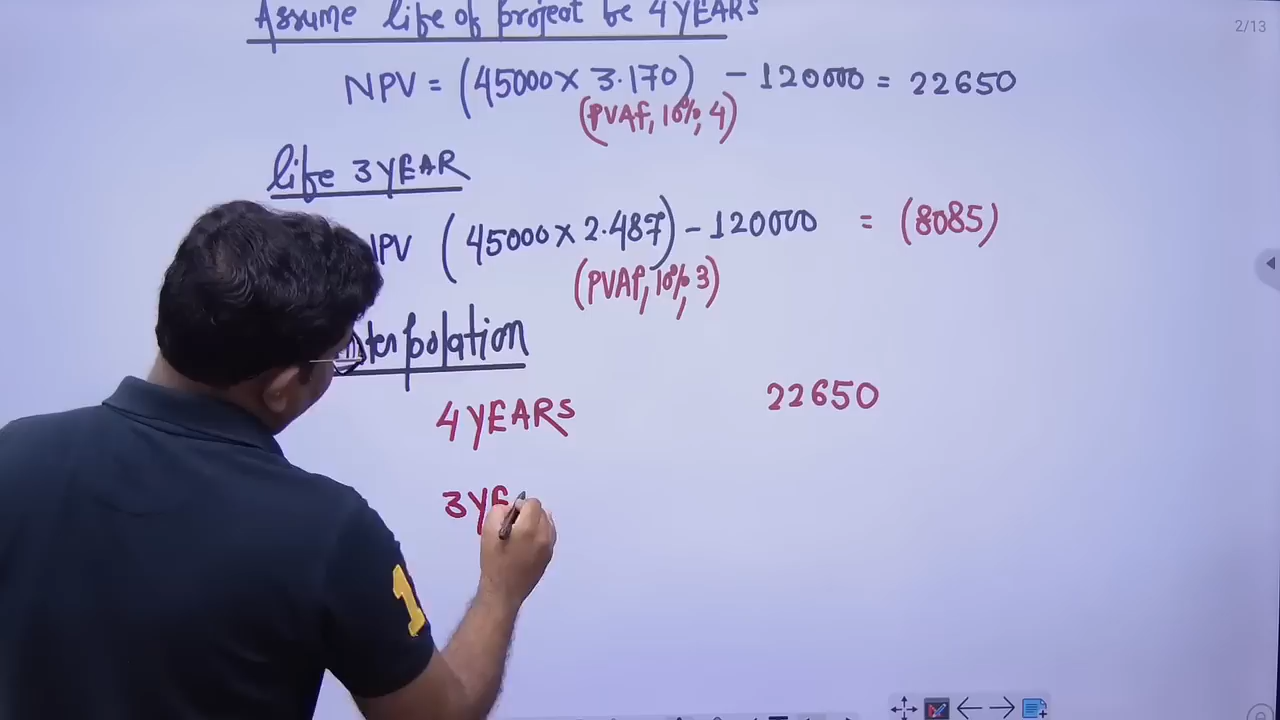 Assume life of project be 4 YEARS
2/13
NPV = (45000 × 3.170) - 120000 = 22650
(PVAf, 10%, 4)
life 3 YEAR
NPV (45000 × 2.487) - 120000 = (8085)
(PVAf, 10%, 3)
Interpolation
4 YEARS 22650
3 YE
1